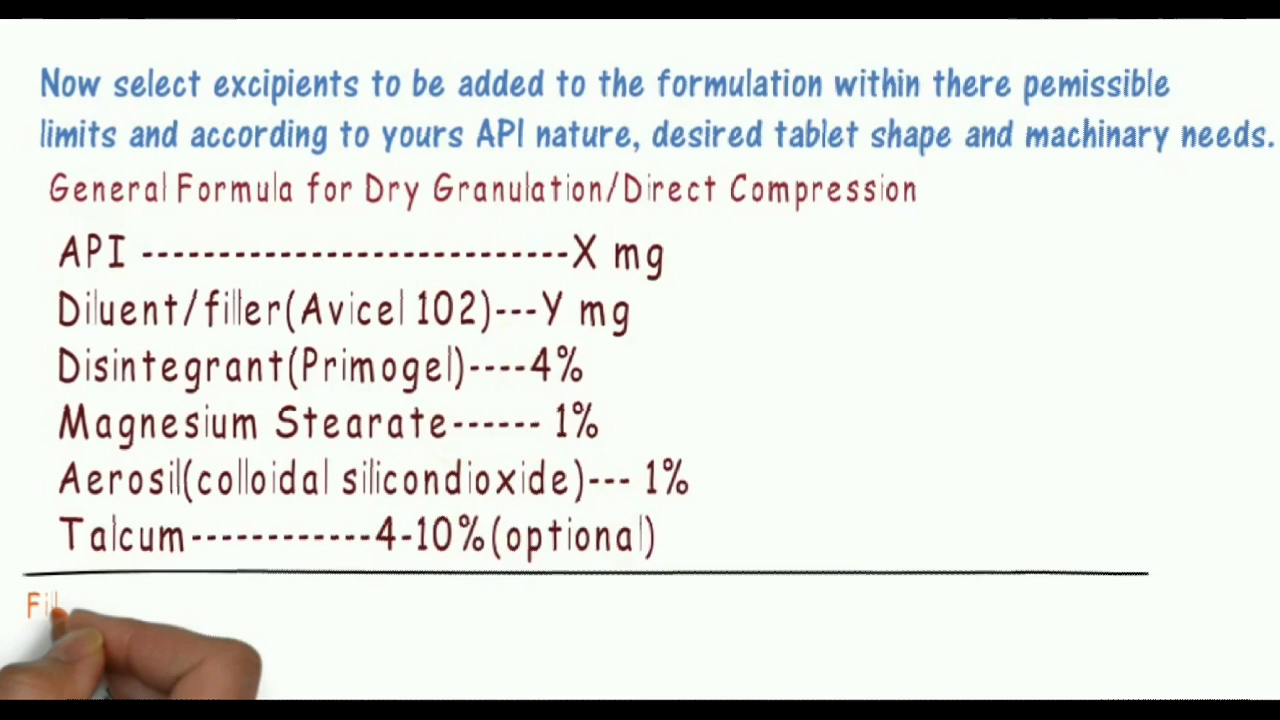 Now select excipients to be added to the formulation within there pemissible
limits and according to yours API nature, desired tablet shape and machinary needs.
General Formula for Dry Granulation/Direct Compression
API ----------------------------X mg
Diluent/filler(Avicel 102)---Y mg
Disintegrant(Primogel)----4%
Magnesium Stearate------ 1%
Aerosil(colloidal silicondioxide)--- 1%
Talcum------------4-10%(optional)